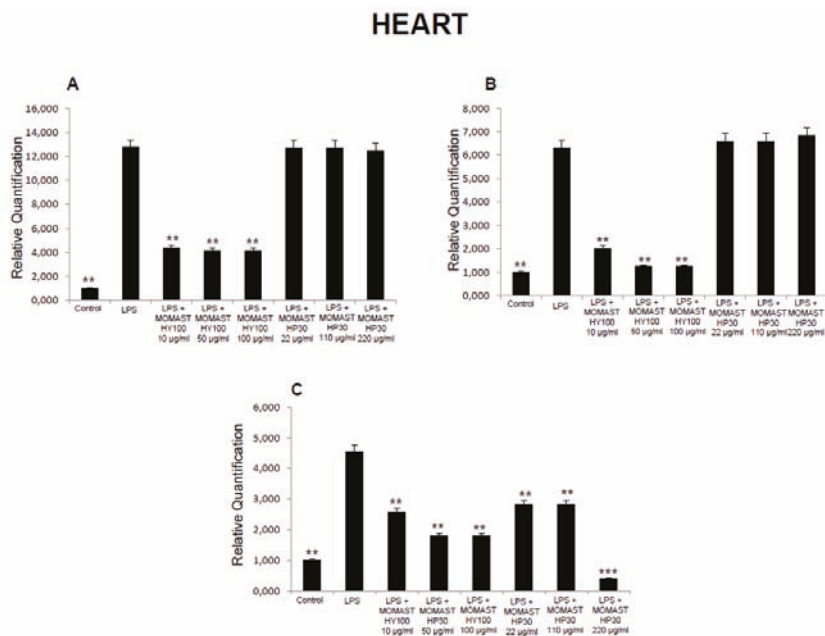 HEART
A
Relative Quantification
16,000
14,000
12,000
10,000
8,000
6,000
4,000
2,000
0,000
** ** ** **
Control
LPS
LPS +
MOMAST
HY100
10 µg/ml
LPS +
MOMAST
HY100
50 µg/ml
LPS +
MOMAST
HY100
100 µg/ml
LPS +
MOMAST
HP30
22 µg/ml
LPS +
MOMAST
HP30
110 µg/ml
LPS +
MOMAST
HP30
220 µg/ml
B
Relative Quantification
8,000
7,000
6,000
5,000
4,000
3,000
2,000
1,000
0,000
** ** ** **
Control
LPS
LPS +
MOMAST
HY100
10 µg/ml
LPS +
MOMAST
HY100
50 µg/ml
LPS +
MOMAST
HY100
100 µg/ml
LPS +
MOMAST
HP30
22 µg/ml
LPS +
MOMAST
HP30
110 µg/ml
LPS +
MOMAST
HP30
220 µg/ml
C
Relative Quantification
6,000
5,000
4,000
3,000
2,000
1,000
0,000
** ** ** ** ** ** ***
Control
LPS
LPS +
MOMAST
HY100
10 µg/ml
LPS +
MOMAST
HP30
50 µg/ml
LPS +
MOMAST
HY100
100 µg/ml
LPS +
MOMAST
HP30
22 µg/ml
LPS +
MOMAST
HP30
110 µg/ml
LPS +
MOMAST
HP30
220 µg/ml